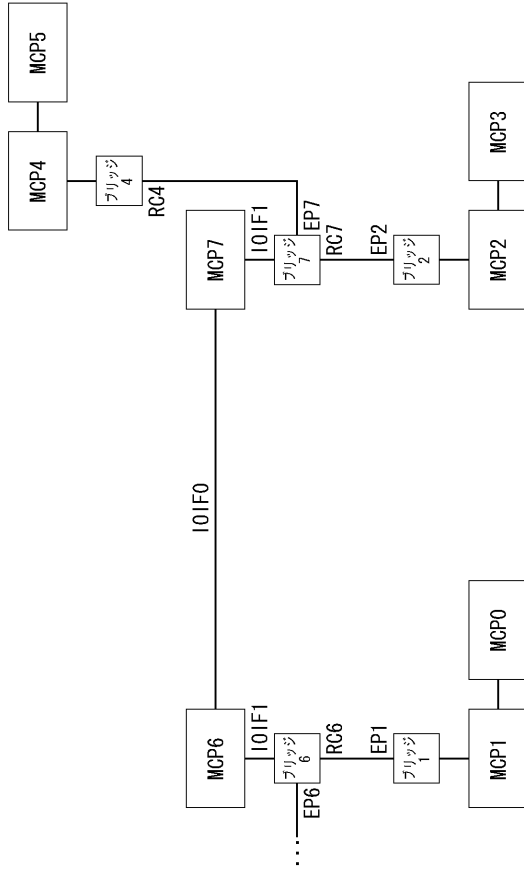 MCP5
MCP4
ブリッジ
4
RC4
MCP3
MCP7
IOIF1
EP7
ブリッジ
7
RC7
EP2
ブリッジ
2
MCP2
IOIF0
MCP0
MCP6
IOIF1
ブリッジ
6
RC6
EP1
ブリッジ
1
MCP1
EP6
....